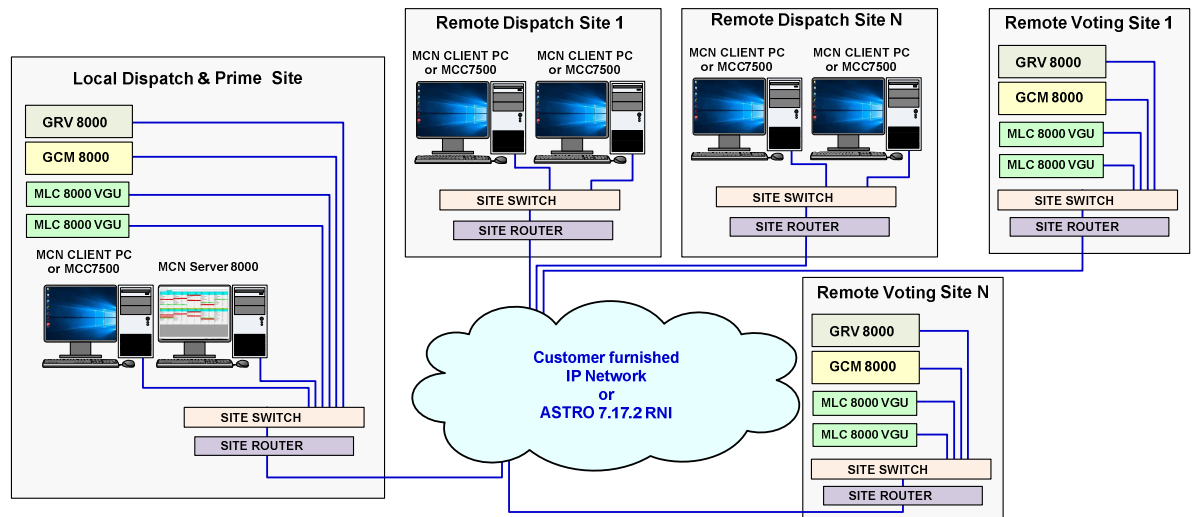 Local Dispatch & Prime Site
GRV 8000
GCM 8000
MLC 8000 VGU
MLC 8000 VGU
MCN CLIENT PC
or MCC7500
MCN Server 8000
SITE SWITCH
SITE ROUTER
Remote Dispatch Site 1
MCN CLIENT PC
or MCC7500
MCN CLIENT PC
or MCC7500
SITE SWITCH
SITE ROUTER
Remote Dispatch Site N
MCN CLIENT PC
or MCC7500
MCN CLIENT PC
or MCC7500
SITE SWITCH
SITE ROUTER
Remote Voting Site 1
GRV 8000
GCM 8000
MLC 8000 VGU
MLC 8000 VGU
SITE SWITCH
SITE ROUTER
Customer furnished
IP Network
or
ASTRO 7.17.2 RNI
Remote Voting Site N
GRV 8000
GCM 8000
MLC 8000 VGU
MLC 8000 VGU
SITE SWITCH
SITE ROUTER